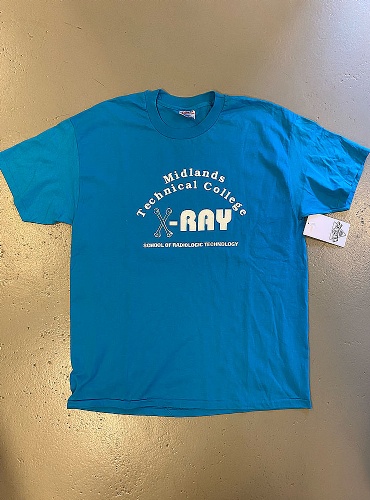 Midlands
Technical College
X-RAY
SCHOOL OF RADIOLOGIC TECHNOLOGY